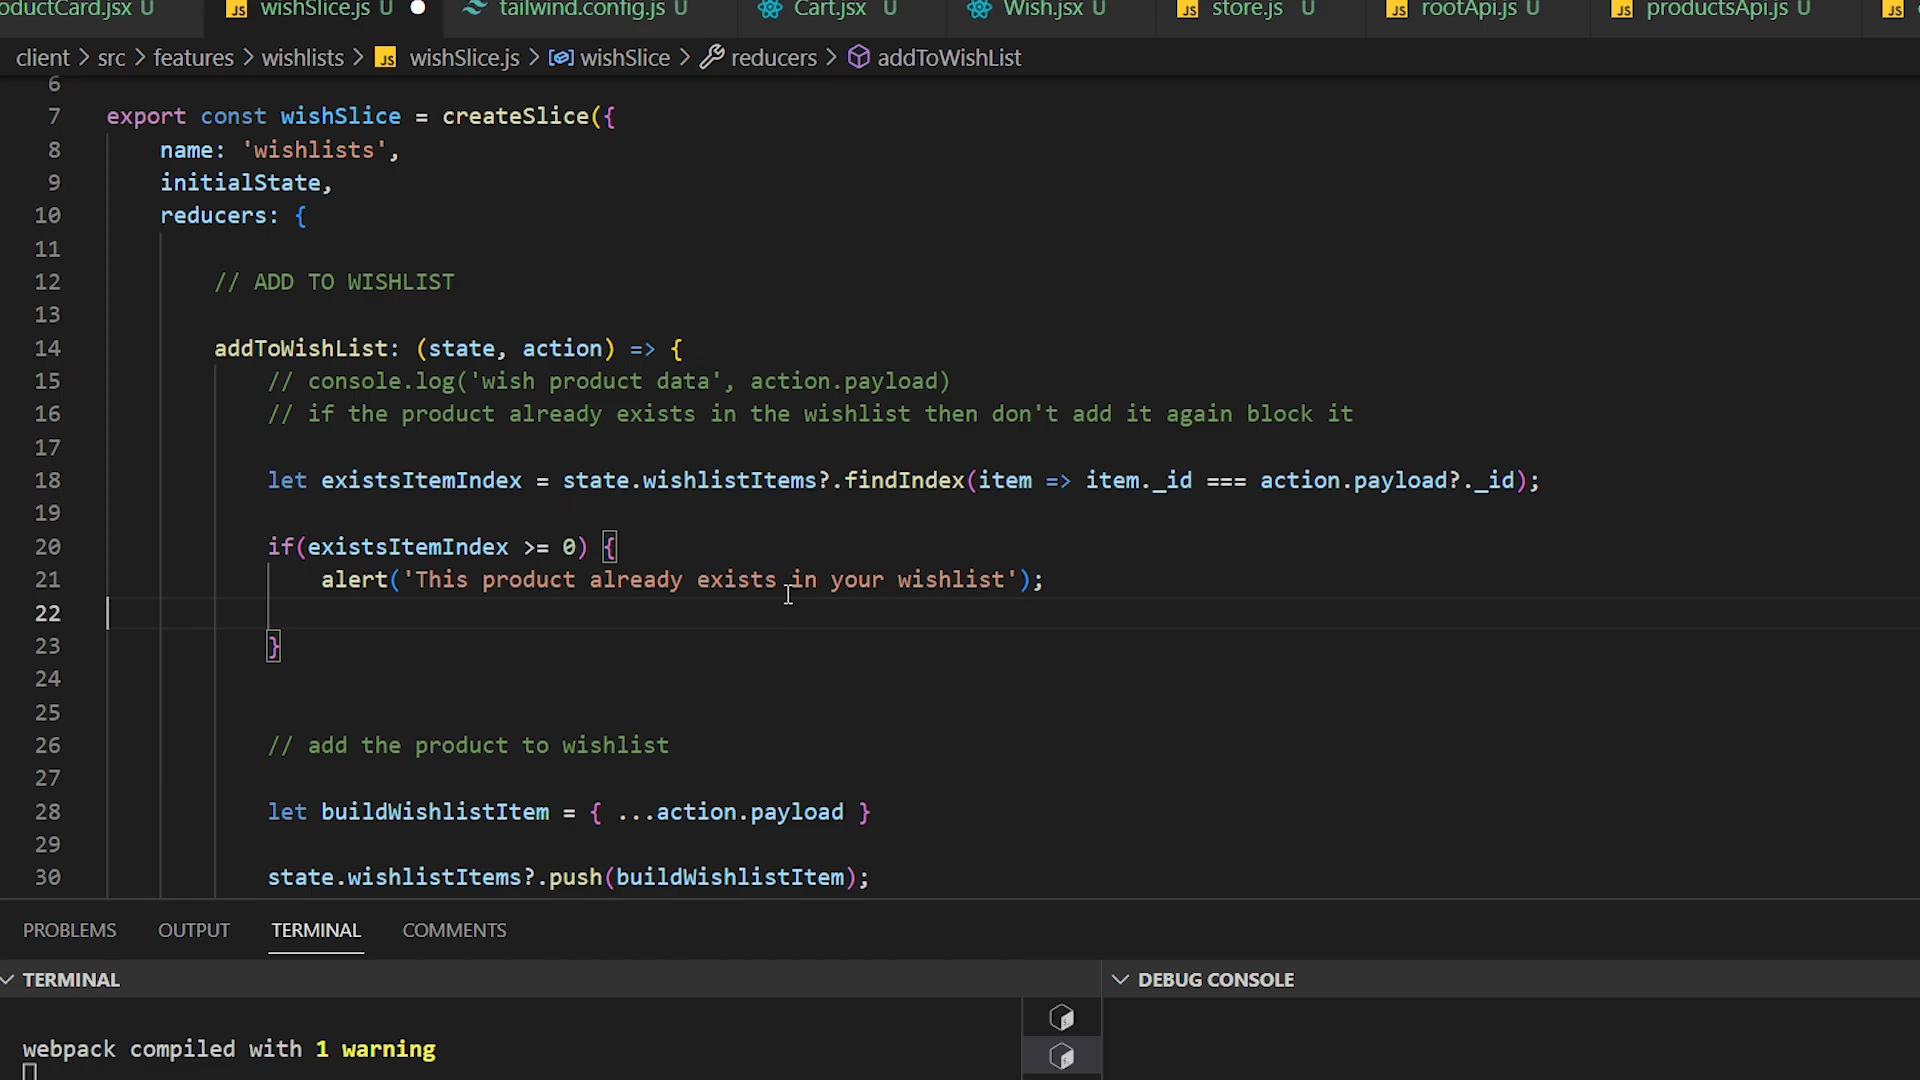 oductCard.jsx U JS wishSlice.js U tailwind.config.js U Cart.jsx U Wish.jsx U JS store.js U JS rootApi.js U JS productsApi.js U JS
client > src > features > wishlists > JS wishSlice.js > wishSlice > reducers > addToWishList
6
7 export const wishSlice = createSlice({
8 name: 'wishlists',
9 initialState,
10 reducers: {
11
12 // ADD TO WISHLIST
13
14 addToWishList: (state, action) => {
15 // console.log('wish product data', action.payload)
16 // if the product already exists in the wishlist then don't add it again block it
17
18 let existsItemIndex = state.wishlistItems?.findIndex(item => item._id === action.payload?._id);
19
20 if(existsItemIndex >= 0) {
21 alert('This product already exists in your wishlist');
22
23 }
24
25
26 // add the product to wishlist
27
28 let buildWishlistItem = { ...action.payload }
29
30 state.wishlistItems?.push(buildWishlistItem);
PROBLEMS OUTPUT TERMINAL COMMENTS
TERMINAL
DEBUG CONSOLE
webpack compiled with 1 warning